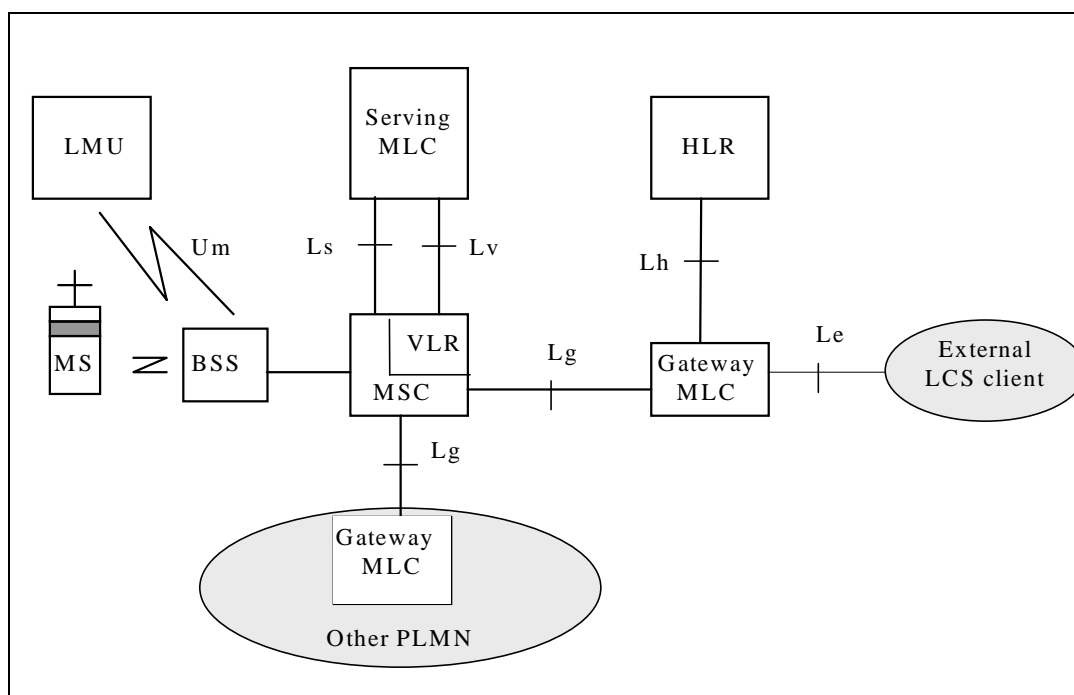 LMU
Serving
MLC
HLR
Um
Ls
Lv
Lh
MS
BSS
VLR
MSC
Lg
Gateway
MLC
Le
External
LCS client
Lg
Gateway
MLC
Other PLMN